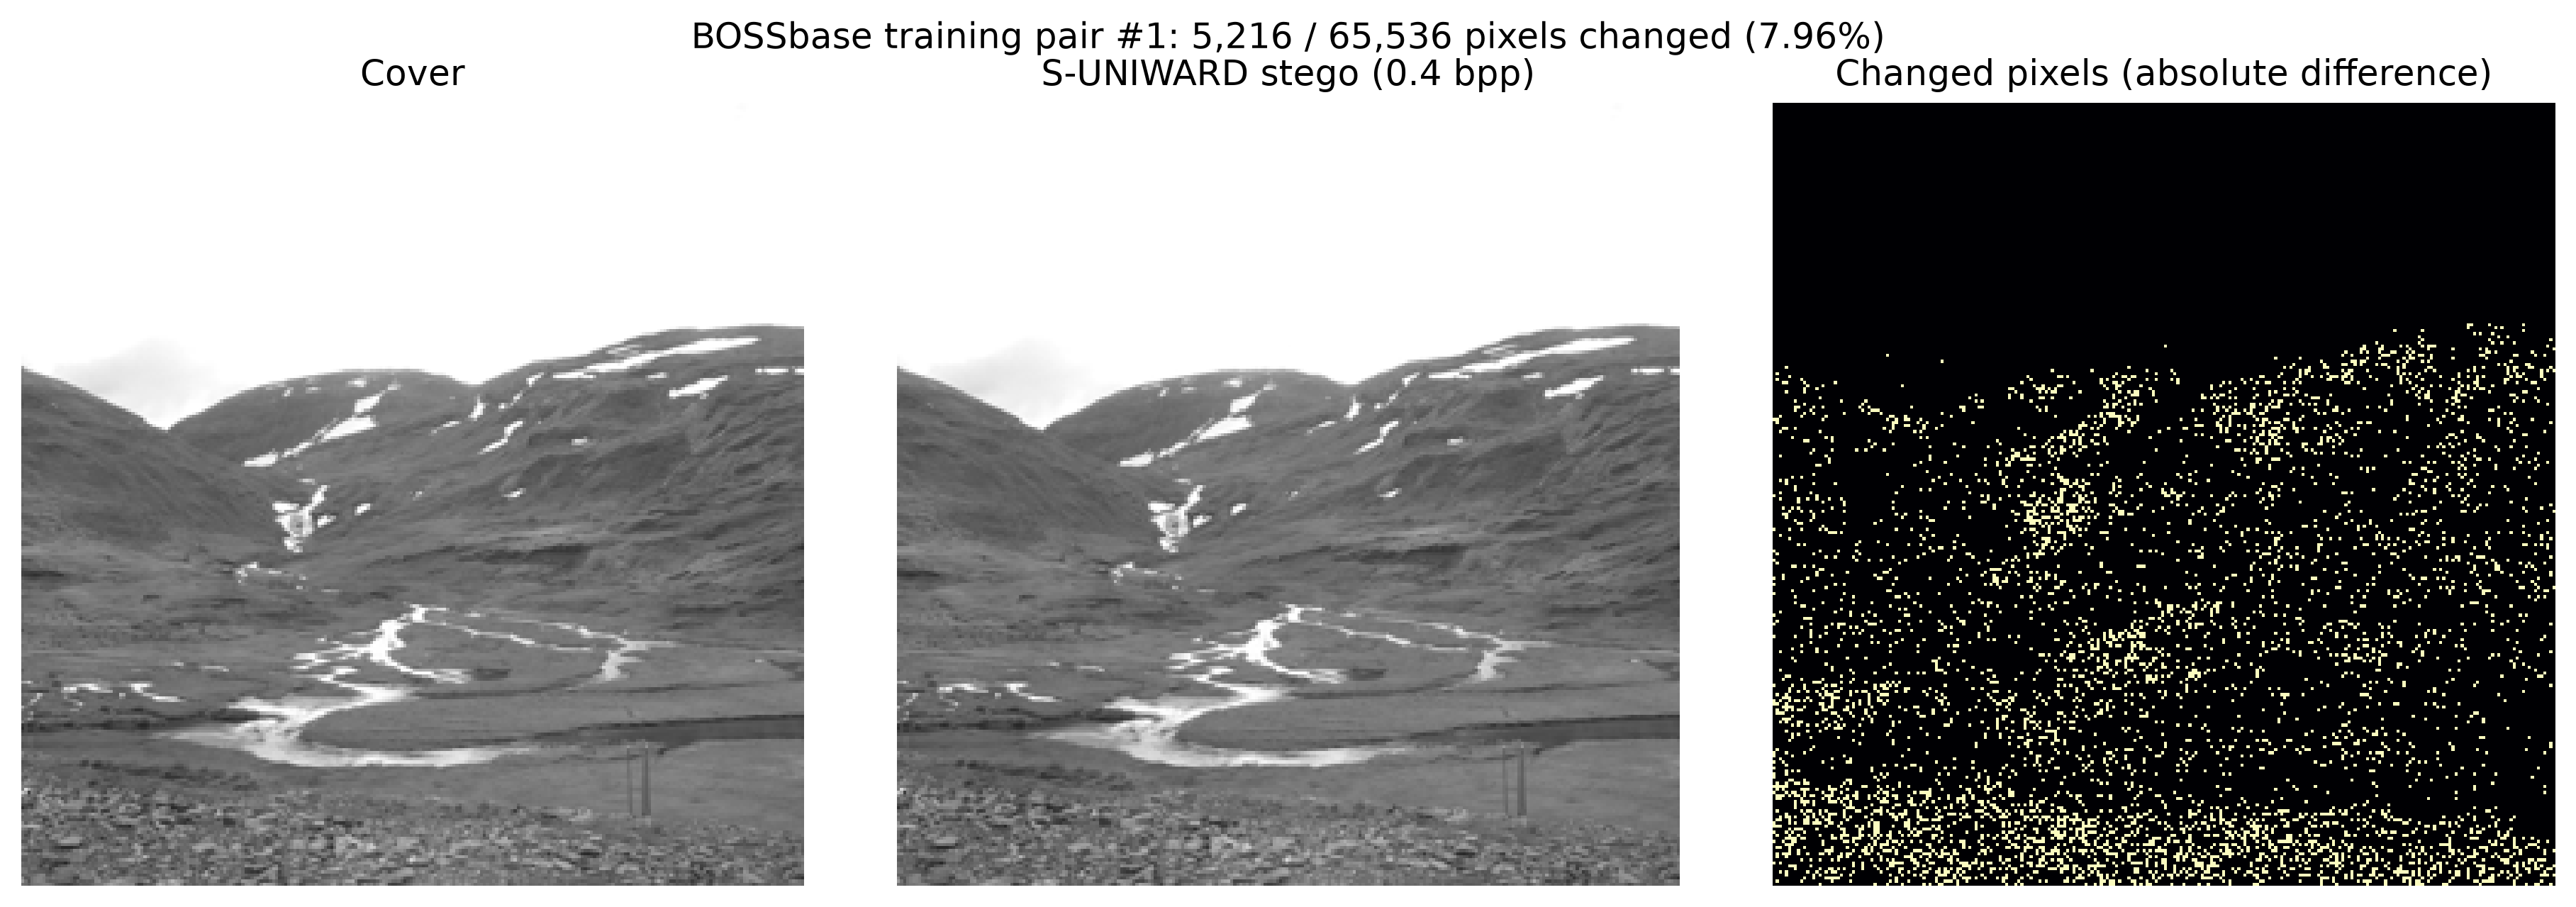 BOSSbase training pair #1: 5,216 / 65,536 pixels changed (7.96%)
Cover
S-UNIWARD stego (0.4 bpp)
Changed pixels (absolute difference)